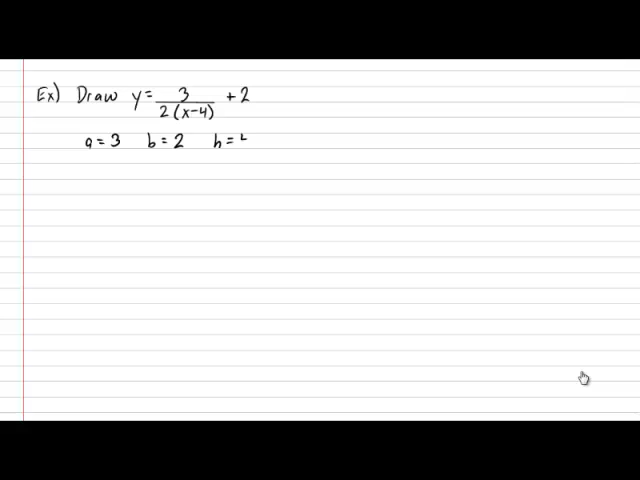 Ex) Draw y = 3/(2(x-4)) + 2
a = 3 b = 2 h =